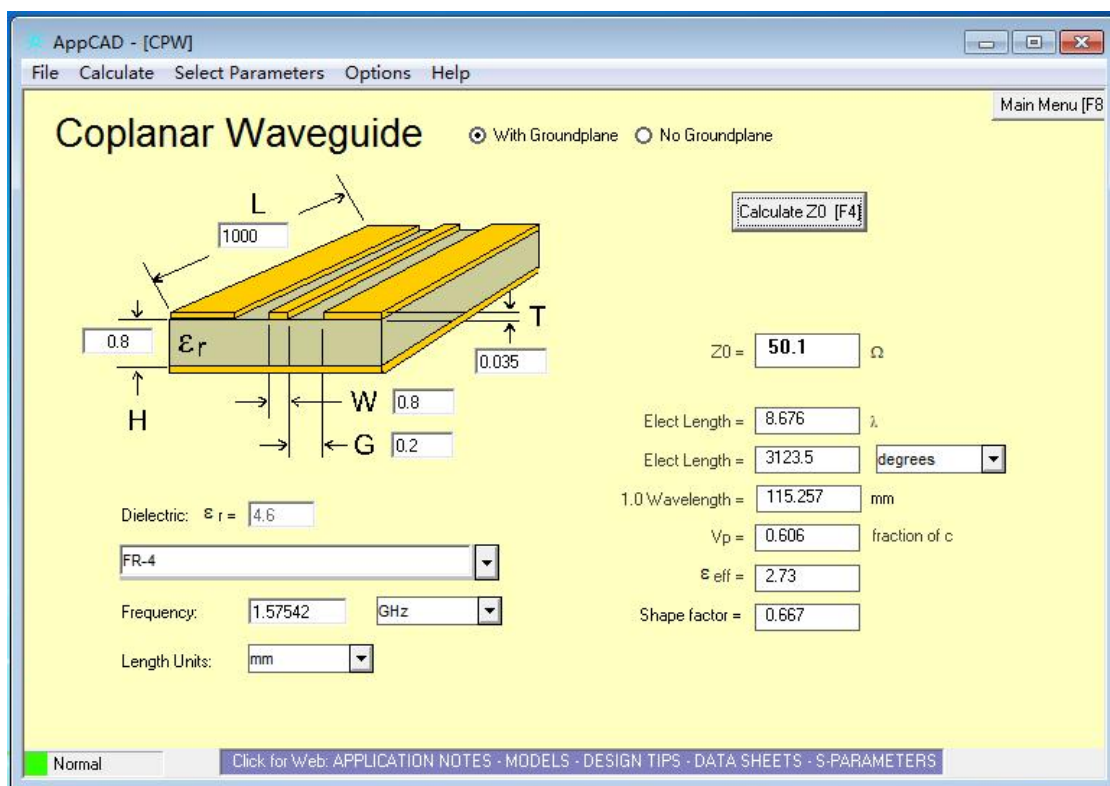 AppCAD - [CPW]
File Calculate Select Parameters Options Help
Main Menu [F8
Coplanar Waveguide
With Groundplane No Groundplane
Calculate Z0 [F4]
L
1000
0.8
H
εr
T
0.035
W 0.8
G 0.2
Z0 = 50.1 Ω
Elect Length = 8.676 λ
Elect Length = 3123.5 degrees
1.0 Wavelength = 115.257 mm
Vp = 0.606 fraction of c
ε eff = 2.73
Shape factor = 0.667
Dielectric: ε r = 4.6
FR-4
Frequency: 1.57542 GHz
Length Units: mm
Normal
Click for Web: APPLICATION NOTES - MODELS - DESIGN TIPS - DATA SHEETS - S-PARAMETERS